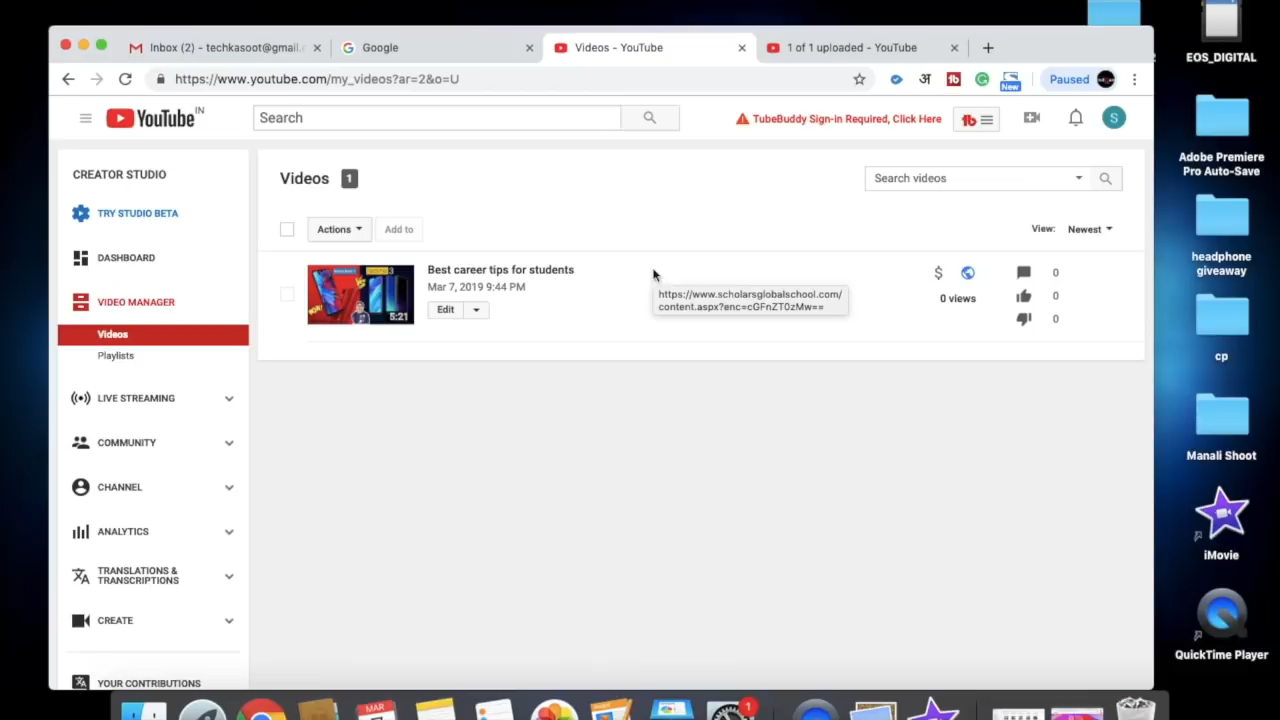 Inbox (2) - techkasoot@gmail.
Google
Videos - YouTube
1 of 1 uploaded - YouTube
https://www.youtube.com/my_videos?ar=2&o=U
अ
New
Paused
YouTube IN
Search
TubeBuddy Sign-in Required, Click Here
tb
S
CREATOR STUDIO
TRY STUDIO BETA
DASHBOARD
VIDEO MANAGER
Videos
Playlists
LIVE STREAMING
COMMUNITY
CHANNEL
ANALYTICS
TRANSLATIONS &
TRANSCRIPTIONS
CREATE
YOUR CONTRIBUTIONS
Videos 1
Search videos
Actions
Add to
View:
Newest
5:21
Best career tips for students
Mar 7, 2019 9:44 PM
Edit
https://www.scholarsglobalschool.com/
content.aspx?enc=cGFnZT0zMw==
$
0 views
0
0
0
EOS_DIGITAL
Adobe Premiere
Pro Auto-Save
headphone
giveaway
cp
Manali Shoot
iMovie
QuickTime Player
MAR
1